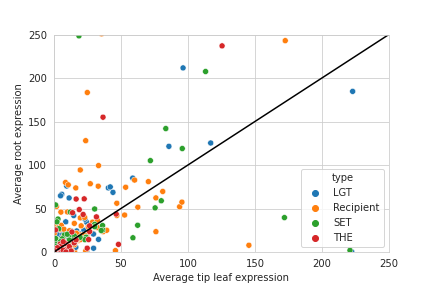 250
200
150
100
50
0
Average root expression
0 50 100 150 200 250
Average tip leaf expression
type
LGT
Recipient
SET
THE